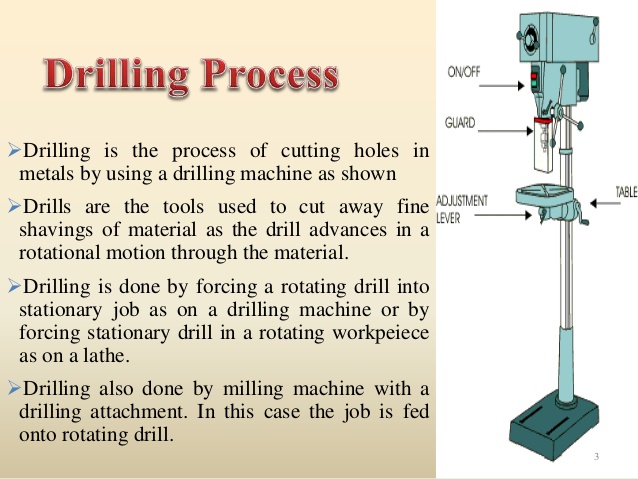 Drilling Process
➢Drilling is the process of cutting holes in
metals by using a drilling machine as shown
➢Drills are the tools used to cut away fine
shavings of material as the drill advances in a
rotational motion through the material.
➢Drilling is done by forcing a rotating drill into
stationary job as on a drilling machine or by
forcing stationary drill in a rotating workpeiece
as on a lathe.
➢Drilling also done by milling machine with a
drilling attachment. In this case the job is fed
onto rotating drill.
ON/OFF
GUARD
ADJUSTMENT
LEVER
TABLE
3